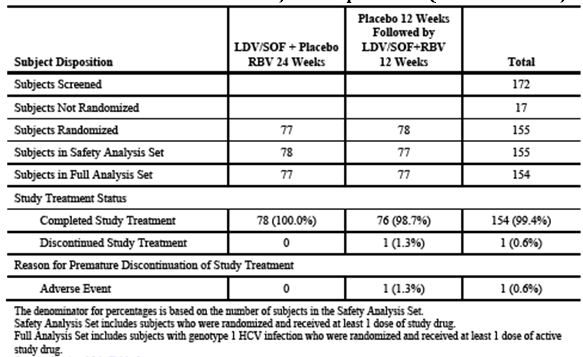 Subject Disposition LDV/SOF + Placebo RBV 24 Weeks Placebo 12 Weeks Followed by LDV/SOF+RBV 12 Weeks Total
Subjects Screened 172
Subjects Not Randomized 17
Subjects Randomized 77 78 155
Subjects in Safety Analysis Set 78 77 155
Subjects in Full Analysis Set 77 77 154
Study Treatment Status
Completed Study Treatment 78 (100.0%) 76 (98.7%) 154 (99.4%)
Discontinued Study Treatment 0 1 (1.3%) 1 (0.6%)
Reason for Premature Discontinuation of Study Treatment
Adverse Event 0 1 (1.3%) 1 (0.6%)
The denominator for percentages is based on the number of subjects in the Safety Analysis Set.
Safety Analysis Set includes subjects who were randomized and received at least 1 dose of study drug.
Full Analysis Set includes subjects with genotype 1 HCV infection who were randomized and received at least 1 dose of active
study drug.